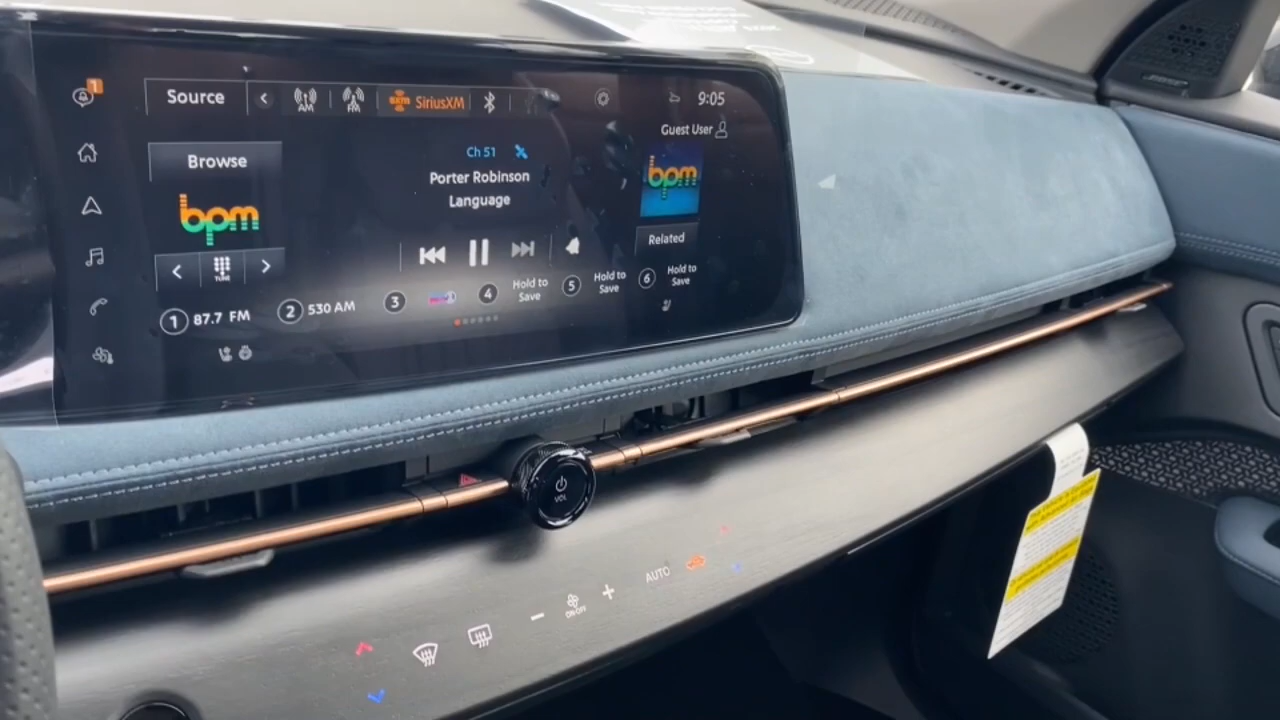 1
Source
AM
FM
SXM SiriusXM
9:05
Guest User
Browse
bpm
Ch 51
Porter Robinson
Language
bpm
Related
TUNE
1 87.7 FM
2 530 AM
3
4 Hold to Save
5 Hold to Save
6 Hold to Save
VOL
ON·OFF
AUTO